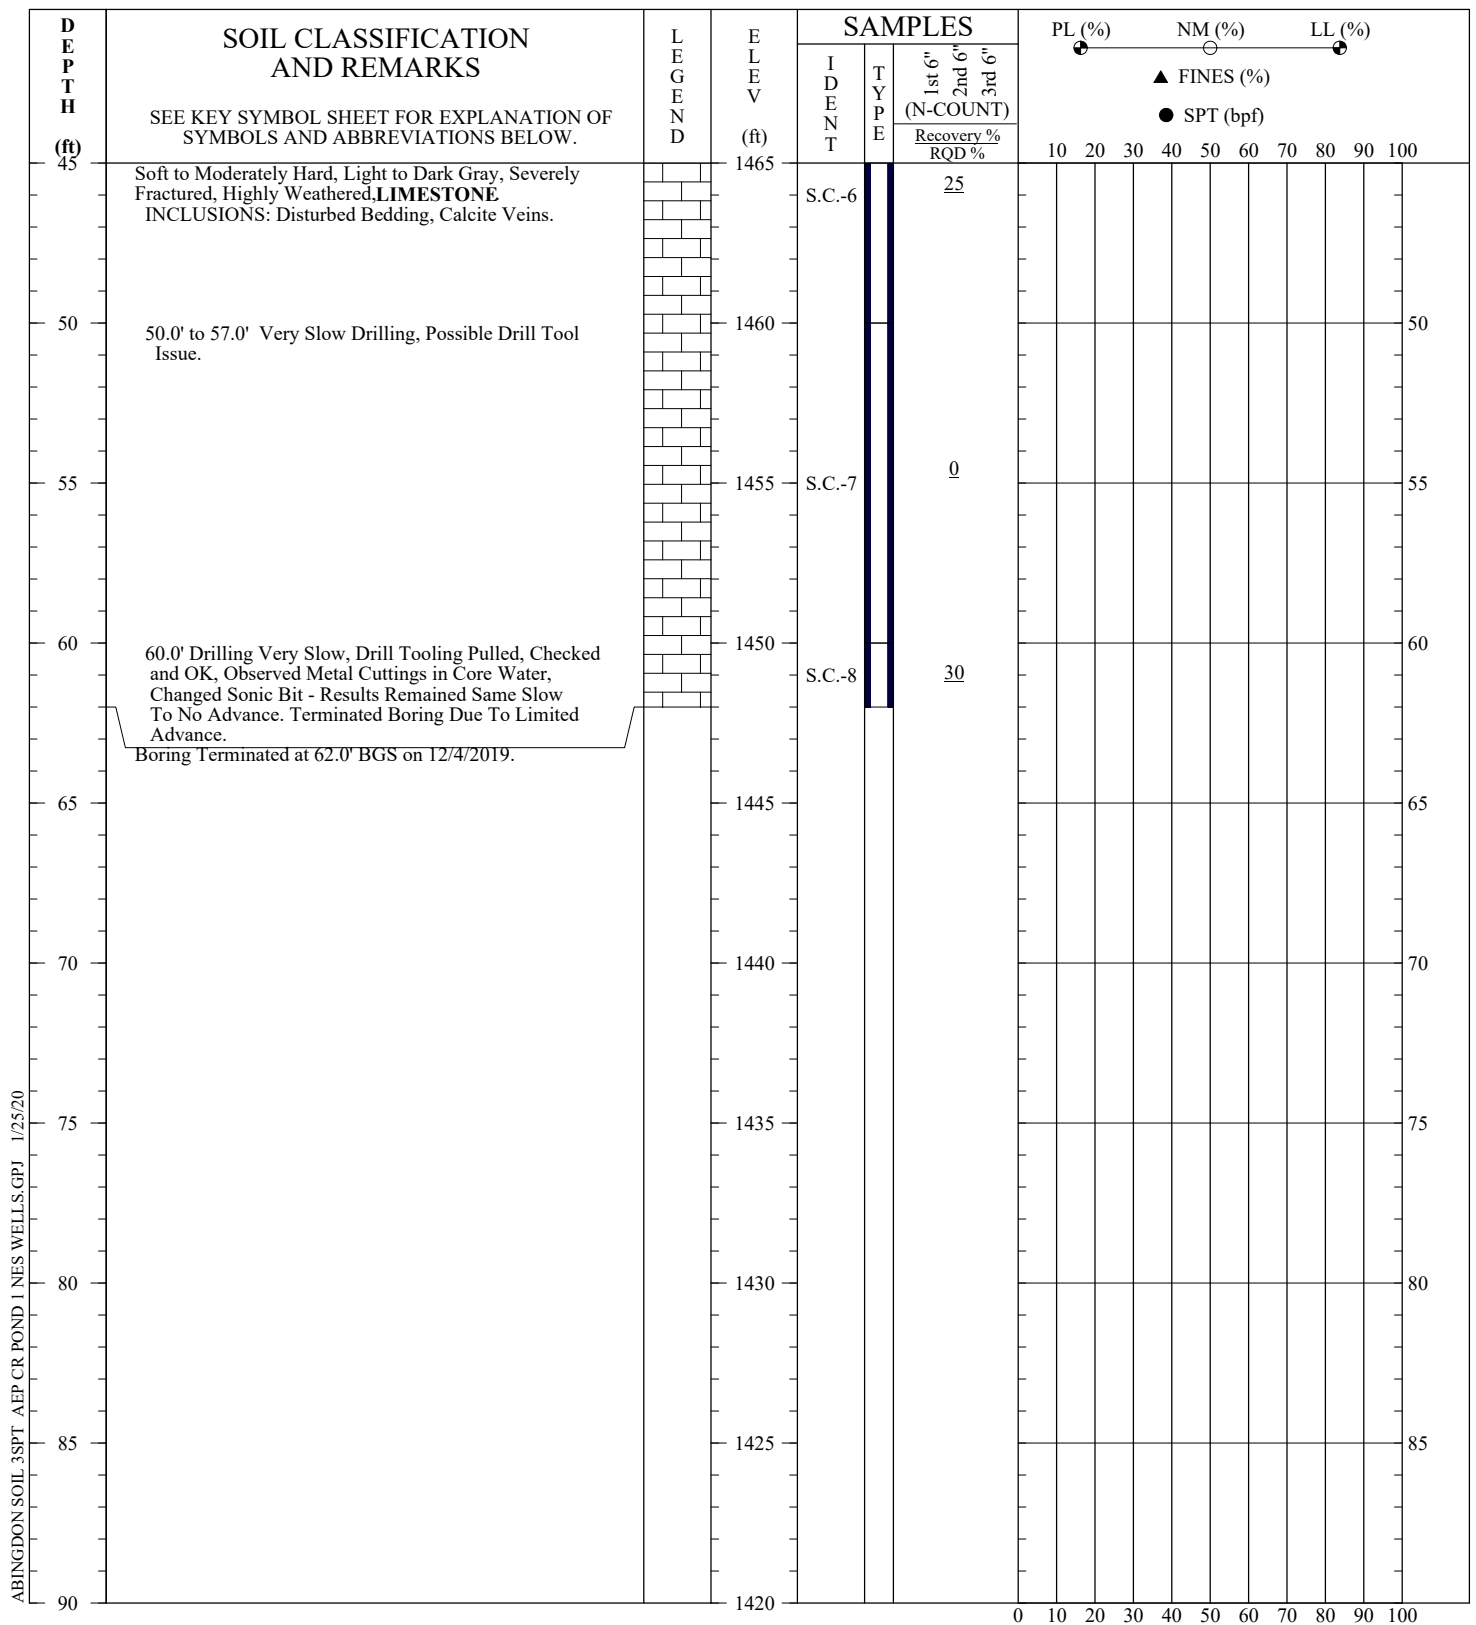 DEPTH
(ft)
SOIL CLASSIFICATION
AND REMARKS
SEE KEY SYMBOL SHEET FOR EXPLANATION OF
SYMBOLS AND ABBREVIATIONS BELOW.
LEGEND
ELEV
(ft)
SAMPLES
IDENT
TYPE
1st 6"
2nd 6"
3rd 6"
(N-COUNT)
Recovery %
RQD %
PL (%) NM (%) LL (%)
▲ FINES (%)
● SPT (bpf)
10 20 30 40 50 60 70 80 90 100
45
Soft to Moderately Hard, Light to Dark Gray, Severely
Fractured, Highly Weathered,LIMESTONE.
INCLUSIONS: Disturbed Bedding, Calcite Veins.
1465
S.C.-6
25
50
50.0' to 57.0' Very Slow Drilling, Possible Drill Tool
Issue.
1460
50
55
1455
S.C.-7
0
55
60
60.0' Drilling Very Slow, Drill Tooling Pulled, Checked
and OK, Observed Metal Cuttings in Core Water,
Changed Sonic Bit - Results Remained Same Slow
To No Advance. Terminated Boring Due To Limited
Advance.
Boring Terminated at 62.0' BGS on 12/4/2019.
1450
S.C.-8
30
60
65
1445
65
70
1440
70
75
1435
75
80
1430
80
85
1425
85
90
1420
0 10 20 30 40 50 60 70 80 90 100
ABINGDON SOIL 3SPT AEP CR POND 1 NES WELLS.GPJ 1/25/20